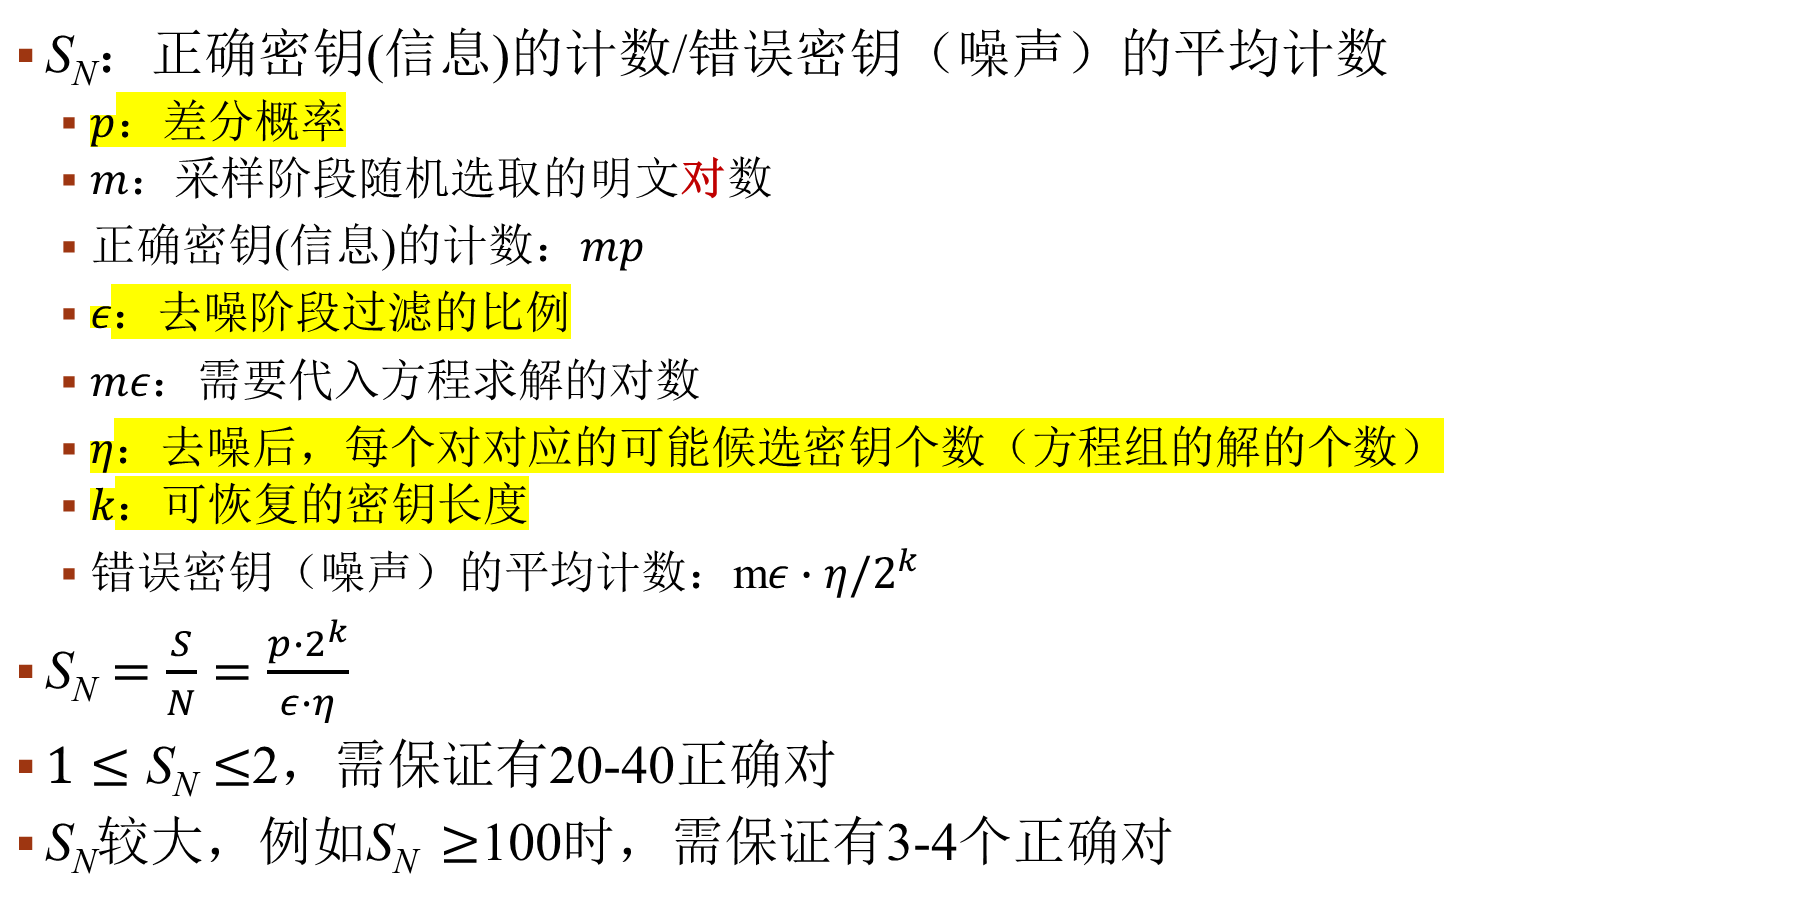 ▪ S_N：正确密钥(信息)的计数/错误密钥（噪声）的平均计数
▪ p：差分概率
▪ m：采样阶段随机选取的明文对数
▪ 正确密钥(信息)的计数：mp
▪ ϵ：去噪阶段过滤的比例
▪ mϵ：需要代入方程求解的对数
▪ η：去噪后，每个对对应的可能候选密钥个数（方程组的解的个数）
▪ k：可恢复的密钥长度
▪ 错误密钥（噪声）的平均计数：mϵ · η/2^k
▪ S_N = S/N = p·2^k/ϵ·η
▪ 1 ≤ S_N ≤2，需保证有20-40正确对
▪ S_N较大，例如S_N ≥100时，需保证有3-4个正确对